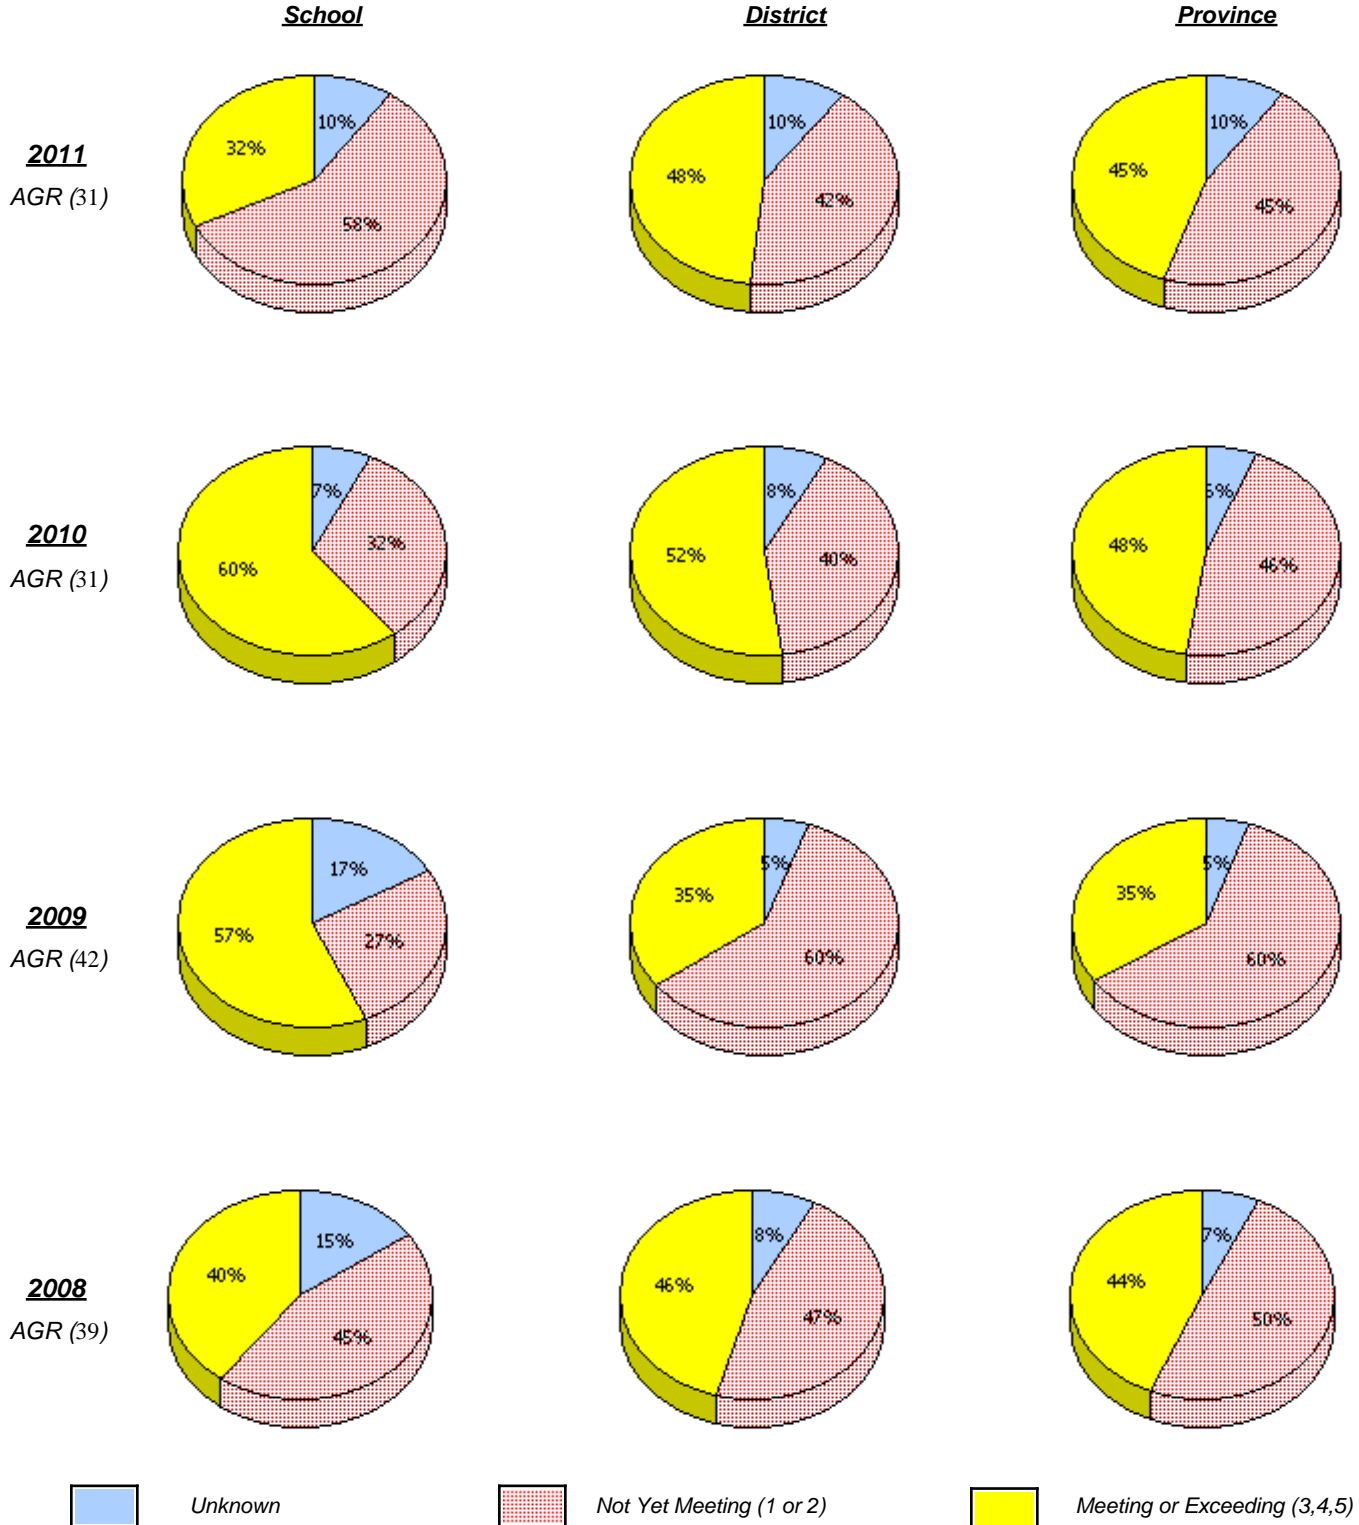 School District Province
10% 10% 10%
32% 48% 45%
2011
AGR (31)
58% 42% 45%
7% 8% 6%
2010
AGR (31)
60% 32% 52% 40% 48% 46%
17% 5% 5%
2009
AGR (42)
57% 27% 35% 60% 35% 60%
15% 8% 7%
2008
AGR (39)
40% 45% 46% 47% 44% 50%
Unknown Not Yet Meeting (1 or 2) Meeting or Exceeding (3,4,5)